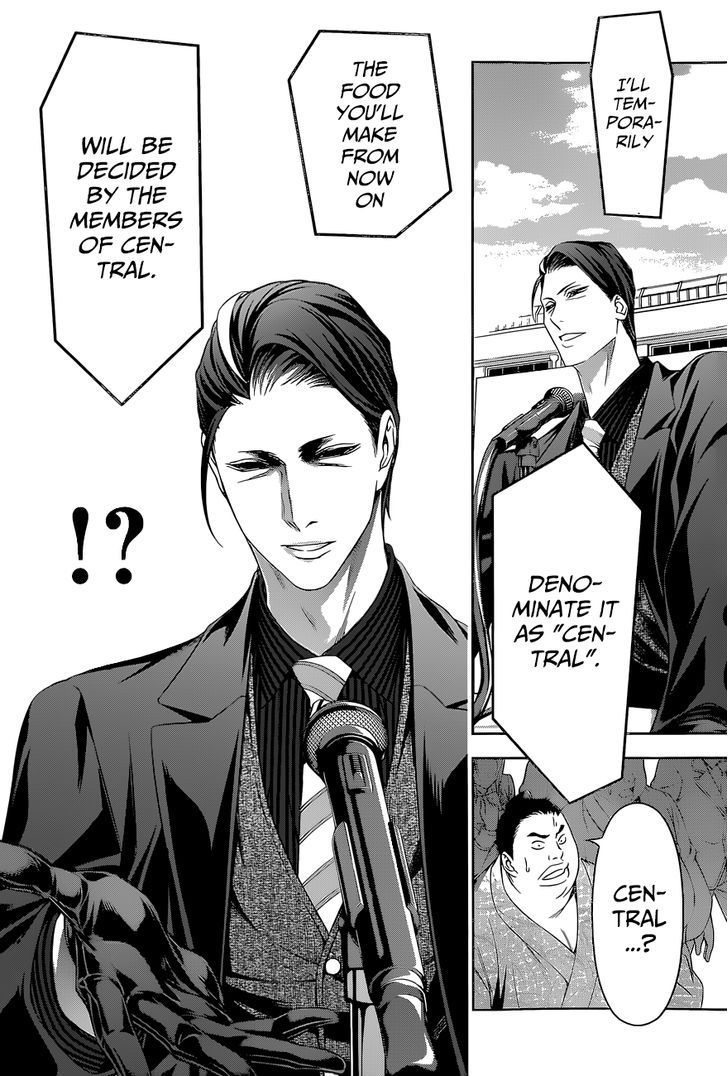 I'LL
TEM-
PORA-
RILY
DENO-
MINATE IT
AS "CEN-
TRAL".
CEN-
TRAL
...?
THE
FOOD
YOU'LL
MAKE
FROM
NOW
ON
WILL BE
DECIDED
BY THE
MEMBERS
OF CEN-
TRAL.
!?